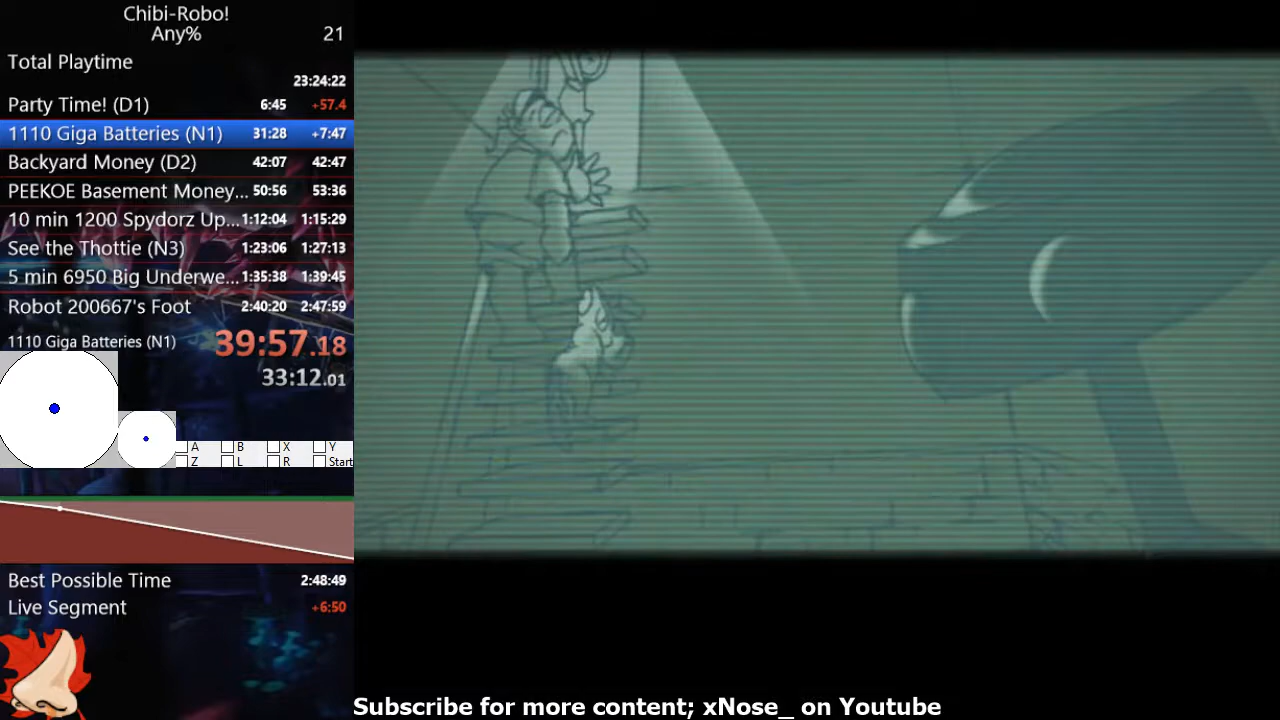 Chibi-Robo!
Any%
21
Total Playtime
23:24:22
Party Time! (D1) 6:45 +57.4
1110 Giga Batteries (N1) 31:28 +7:47
Backyard Money (D2) 42:07 42:47
PEEKOE Basement Money... 50:56 53:36
10 min 1200 Spydorz Up... 1:12:04 1:15:29
See the Thottie (N3) 1:23:06 1:27:13
5 min 6950 Big Underwe... 1:35:38 1:39:45
Robot 200667's Foot 2:40:20 2:47:59
1110 Giga Batteries (N1) 39:57.18
33:12.01
A B X Y
Z L R Start
Best Possible Time 2:48:49
Live Segment +6:50
Subscribe for more content; xNose_ on Youtube